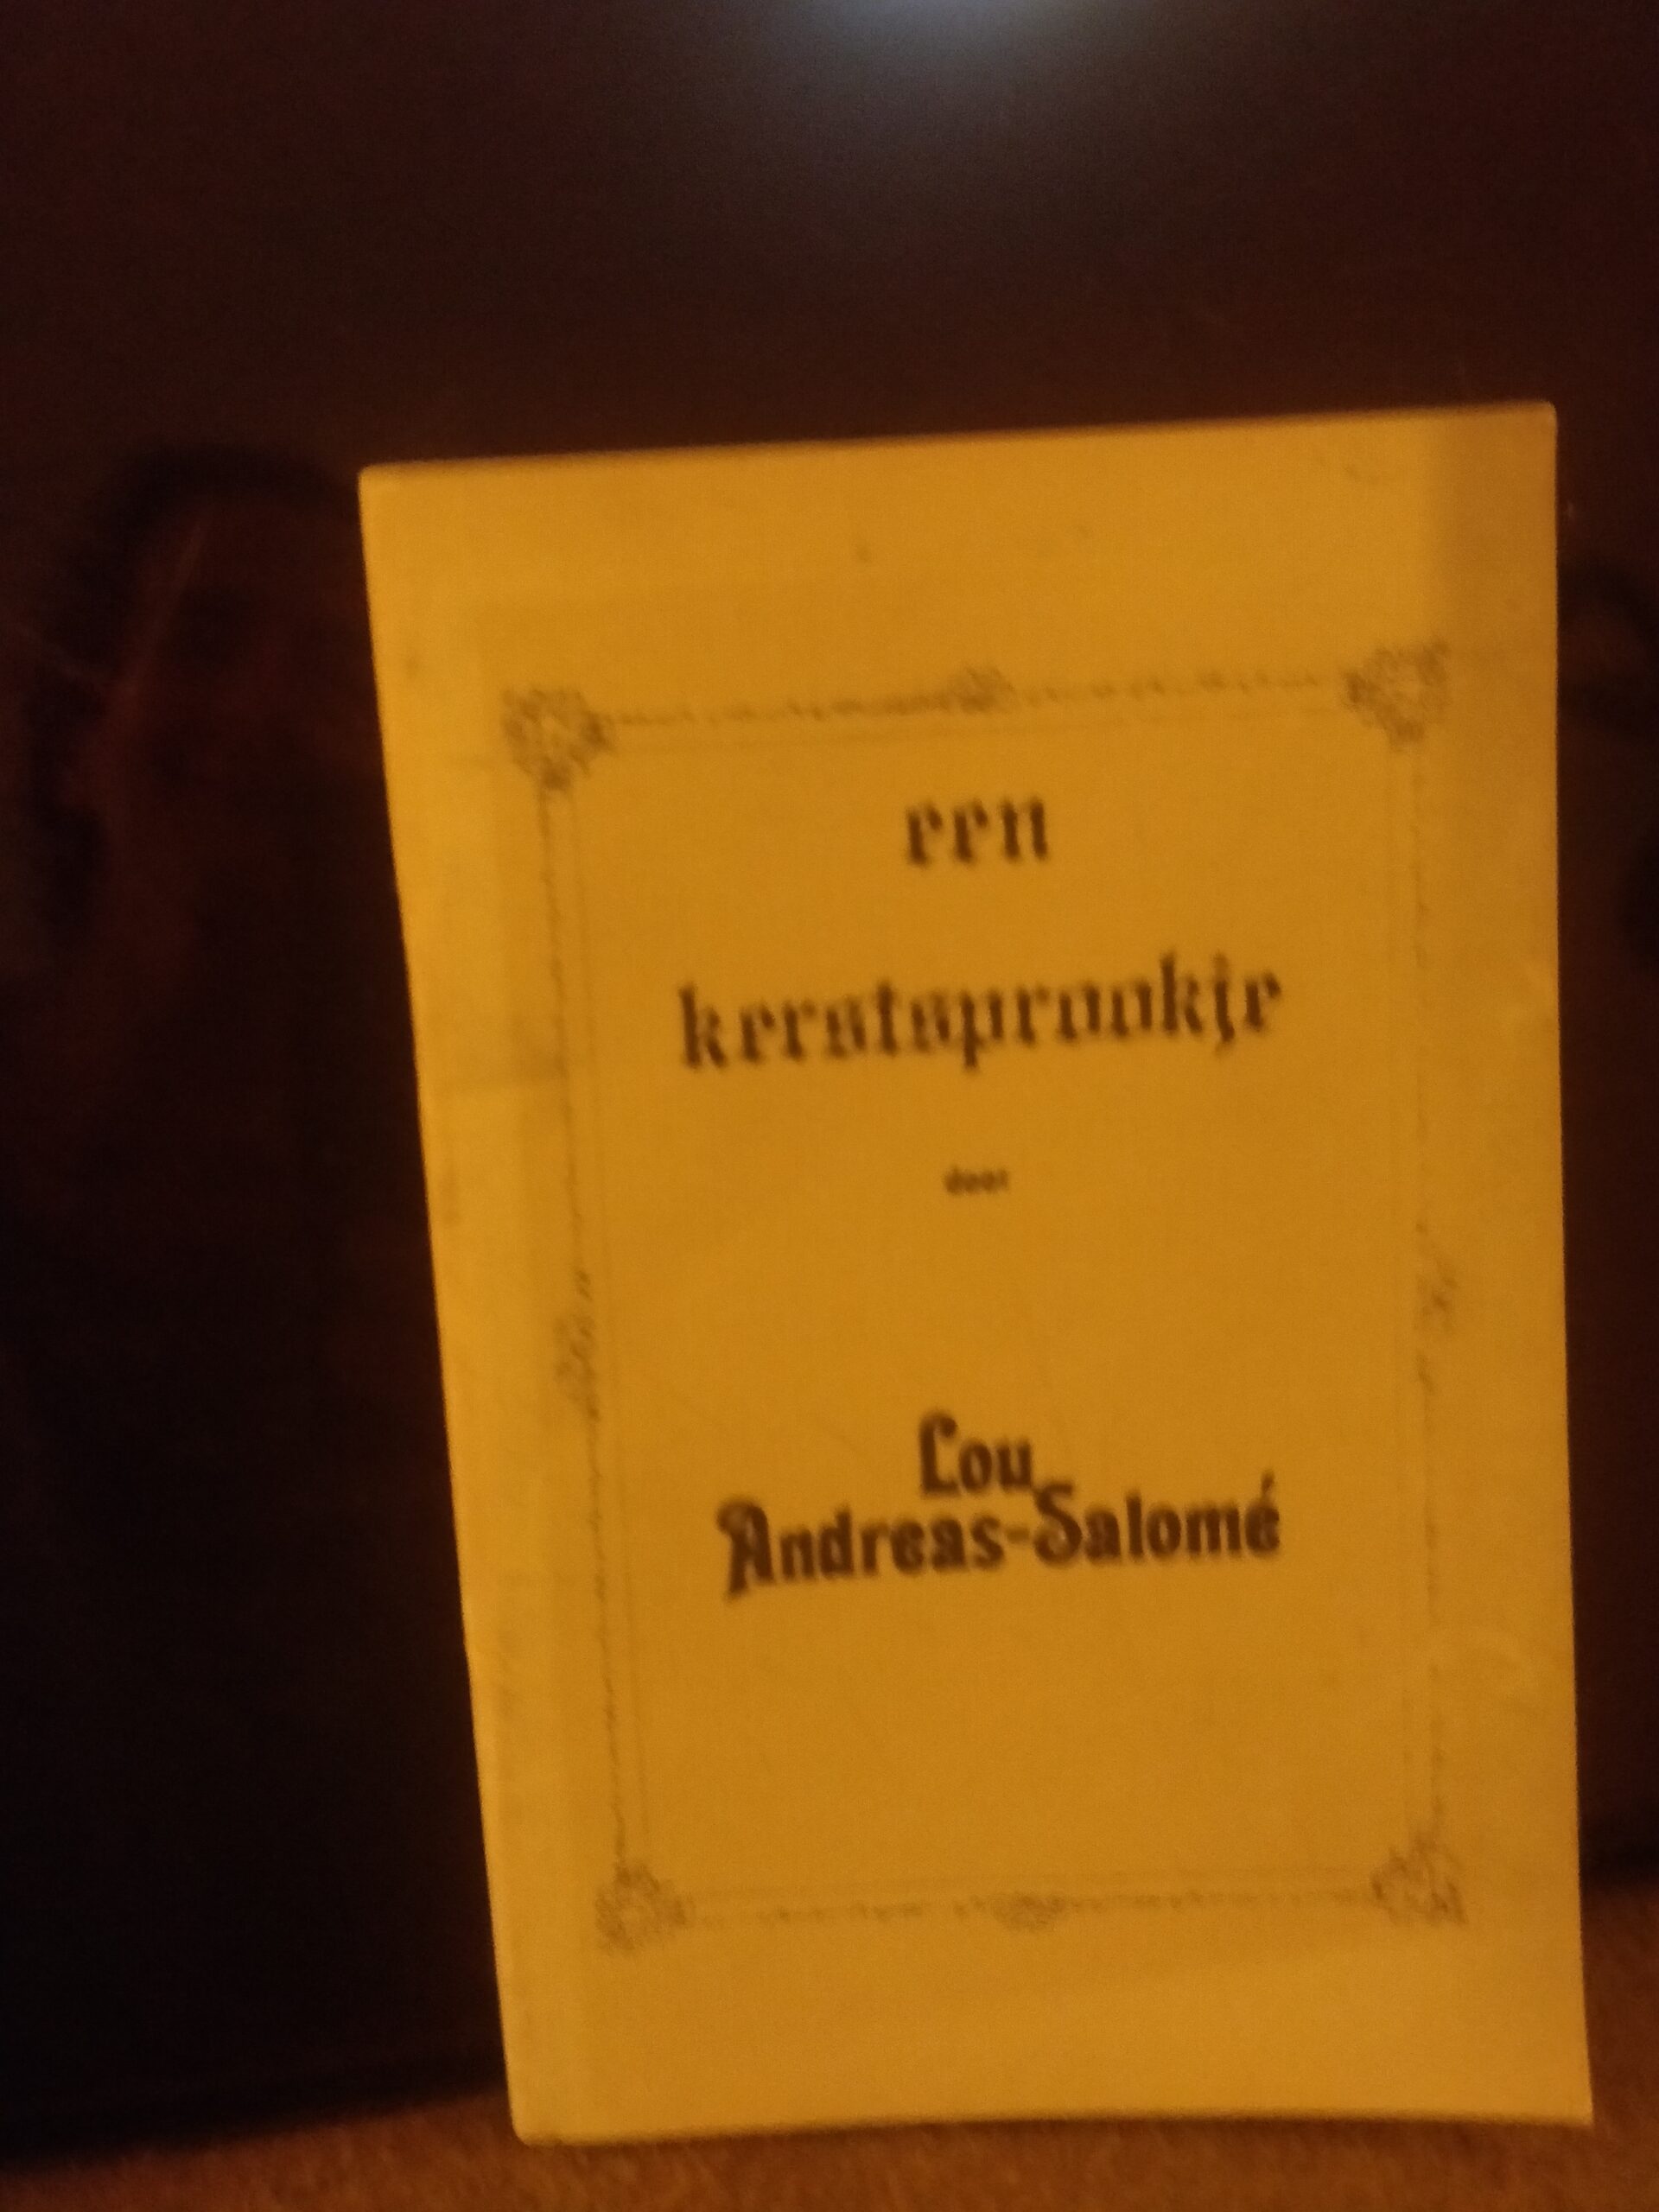 een
kerstsprookje
door
Lou
Andreas-Salomé